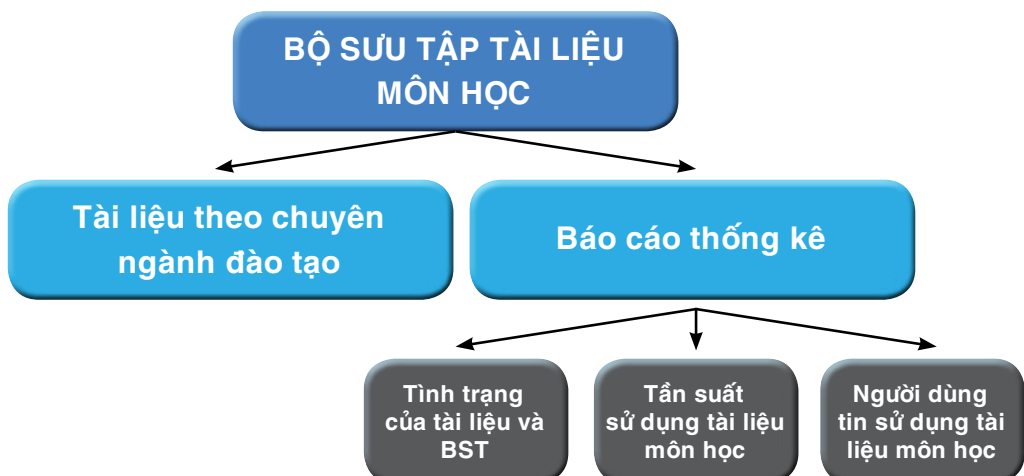 BỘ SƯU TẬP TÀI LIỆU
MÔN HỌC
Tài liệu theo chuyên
ngành đào tạo
Báo cáo thống kê
Tình trạng
của tài liệu và
BST
Tần suất
sử dụng tài liệu
môn học
Người dùng
tin sử dụng tài
liệu môn học